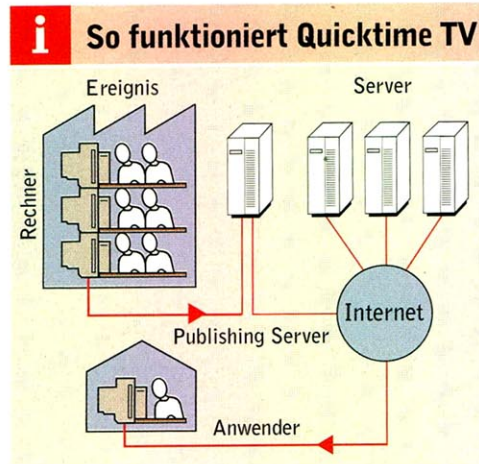 i So funktioniert Quicktime TV
Ereignis
Server
Rechner
Internet
Publishing Server
Anwender